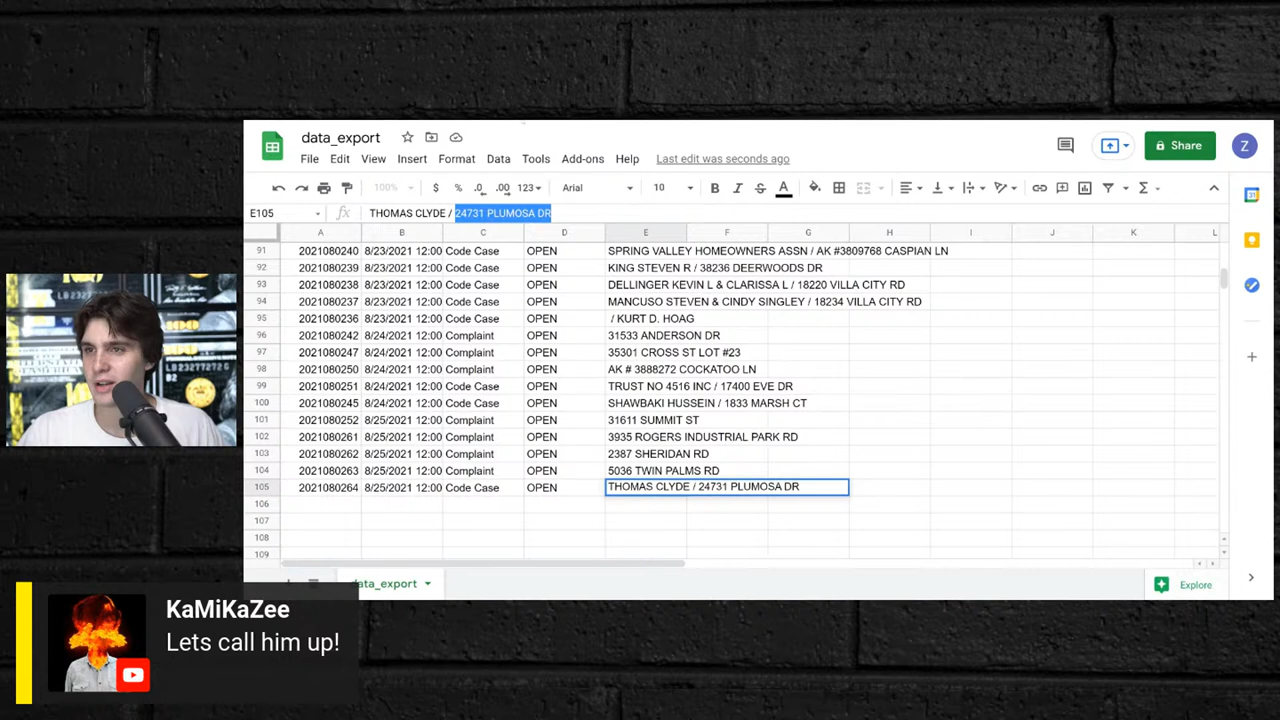 data_export
File Edit View Insert Format Data Tools Add-ons Help Last edit was seconds ago
Share
Z
100% $ % .0 .00 123 Arial 10 B I S A Σ
E105 fx THOMAS CLYDE / 24731 PLUMOSA DR
A B C D E F G H I J K L
91 2021080240 8/23/2021 12:00 Code Case OPEN SPRING VALLEY HOMEOWNERS ASSN / AK #3809768 CASPIAN LN
92 2021080239 8/23/2021 12:00 Code Case OPEN KING STEVEN R / 38236 DEERWOODS DR
93 2021080238 8/23/2021 12:00 Code Case OPEN DELLINGER KEVIN L & CLARISSA L / 18220 VILLA CITY RD
94 2021080237 8/23/2021 12:00 Code Case OPEN MANCUSO STEVEN & CINDY SINGLEY / 18234 VILLA CITY RD
95 2021080236 8/23/2021 12:00 Code Case OPEN / KURT D. HOAG
96 2021080242 8/24/2021 12:00 Complaint OPEN 31533 ANDERSON DR
97 2021080247 8/24/2021 12:00 Complaint OPEN 35301 CROSS ST LOT #23
98 2021080250 8/24/2021 12:00 Complaint OPEN AK # 3888272 COCKATOO LN
99 2021080251 8/24/2021 12:00 Code Case OPEN TRUST NO 4516 INC / 17400 EVE DR
100 2021080245 8/24/2021 12:00 Code Case OPEN SHAWBAKI HUSSEIN / 1833 MARSH CT
101 2021080252 8/25/2021 12:00 Complaint OPEN 31611 SUMMIT ST
102 2021080261 8/25/2021 12:00 Complaint OPEN 3935 ROGERS INDUSTRIAL PARK RD
103 2021080262 8/25/2021 12:00 Complaint OPEN 2387 SHERIDAN RD
104 2021080263 8/25/2021 12:00 Complaint OPEN 5036 TWIN PALMS RD
105 2021080264 8/25/2021 12:00 Code Case OPEN THOMAS CLYDE / 24731 PLUMOSA DR
106
107
108
109
data_export
Explore
KaMiKaZee
Lets call him up!